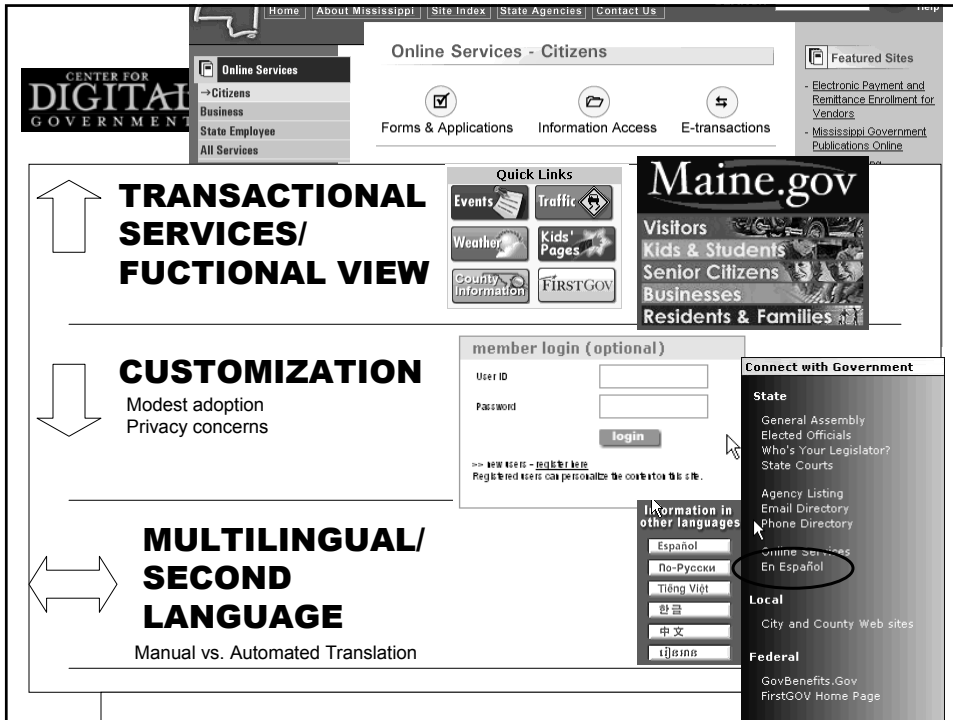 Home About Mississippi Site Index State Agencies Contact Us
Help
CENTER FOR
DIGITAL
GOVERNMENT
Online Services
→Citizens
Business
State Employee
All Services
Online Services - Citizens
Forms & Applications Information Access E-transactions
Featured Sites
- Electronic Payment and
Remittance Enrollment for
Vendors
- Mississippi Government
Publications Online
TRANSACTIONAL
SERVICES/
FUCTIONAL VIEW
Quick Links
Events Traffic
Weather Kids'
Pages
County
Information FIRSTGOV
Maine.gov
Visitors
Kids & Students
Senior Citizens
Businesses
Residents & Families
CUSTOMIZATION
Modest adoption
Privacy concerns
member login (optional)
User ID
Password
login
>> new users - register here
Registered users can personalize the content on this site.
MULTILINGUAL/
SECOND
LANGUAGE
Manual vs. Automated Translation
Information in
other languages
Español
По-Русски
Tiếng Việt
한글
中文
Connect with Government
State
General Assembly
Elected Officials
Who's Your Legislator?
State Courts
Agency Listing
Email Directory
Phone Directory
Online Services
En Español
Local
City and County Web sites
Federal
GovBenefits.Gov
FirstGOV Home Page